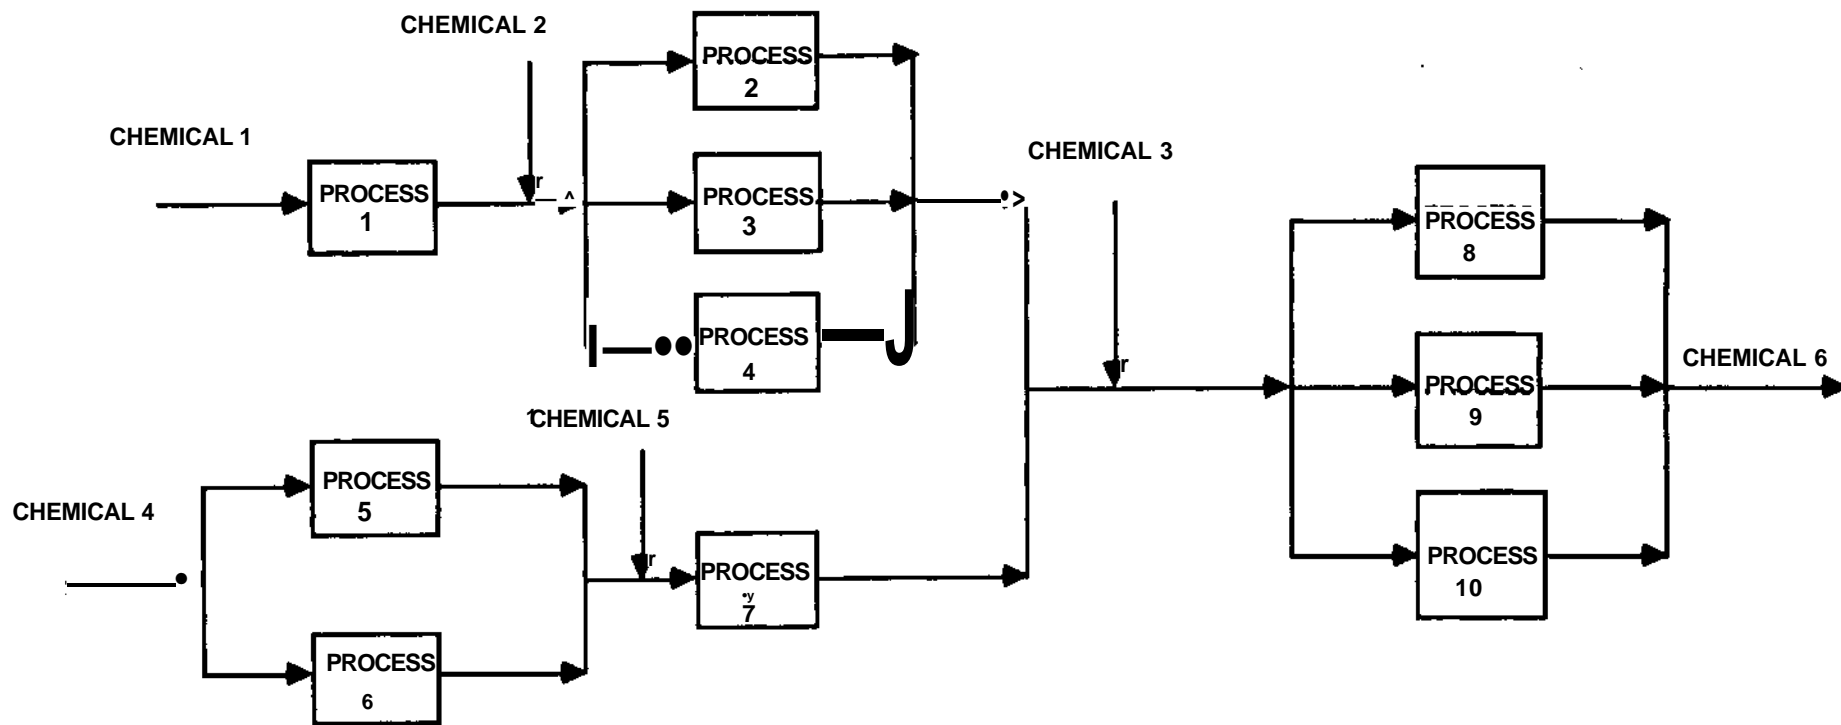 CHEMICAL 2
PROCESS
2
CHEMICAL 1
PROCESS
1
PROCESS
3
CHEMICAL 3
PROCESS
8
PROCESS
4
PROCESS
9
CHEMICAL 6
CHEMICAL 5
PROCESS
5
CHEMICAL 4
PROCESS
7
PROCESS
10
PROCESS
6